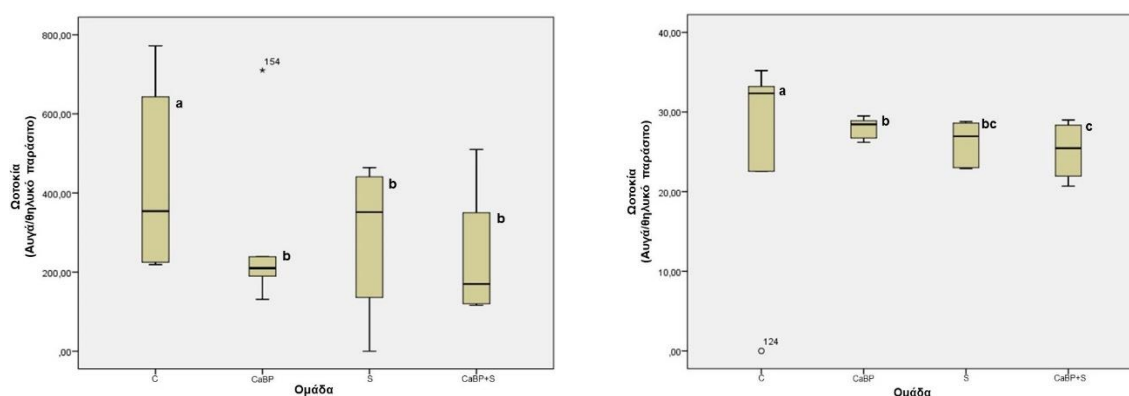 Ωοτοκία
(Αυγά/θηλυκό παράσιτο)
800,00
600,00
400,00
200,00
,00
154
*
a
b
b
b
C
CaBP
S
CaBP+S
Ομάδα
Ωοτοκία
(Αυγά/θηλυκό παράσιτο)
40,00
30,00
20,00
10,00
,00
124
a
b
bc
c
C
CaBP
S
CaBP+S
Ομάδα